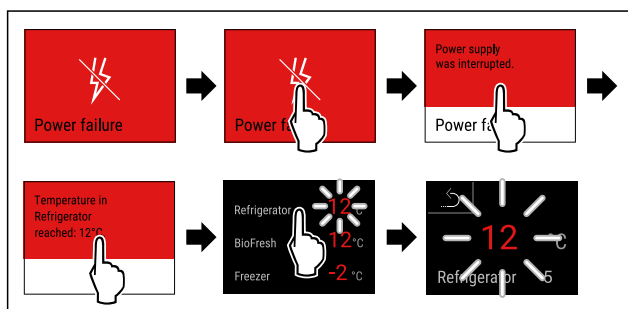 Power failure
Power fa
Power supply
was interrupted.
Power fa
Temperature in
Refrigerator
reached: 12°C
Refrigerator 12 °C
BioFresh 12 °C
Freezer -2 °C
12 °C
Refrigerator 5